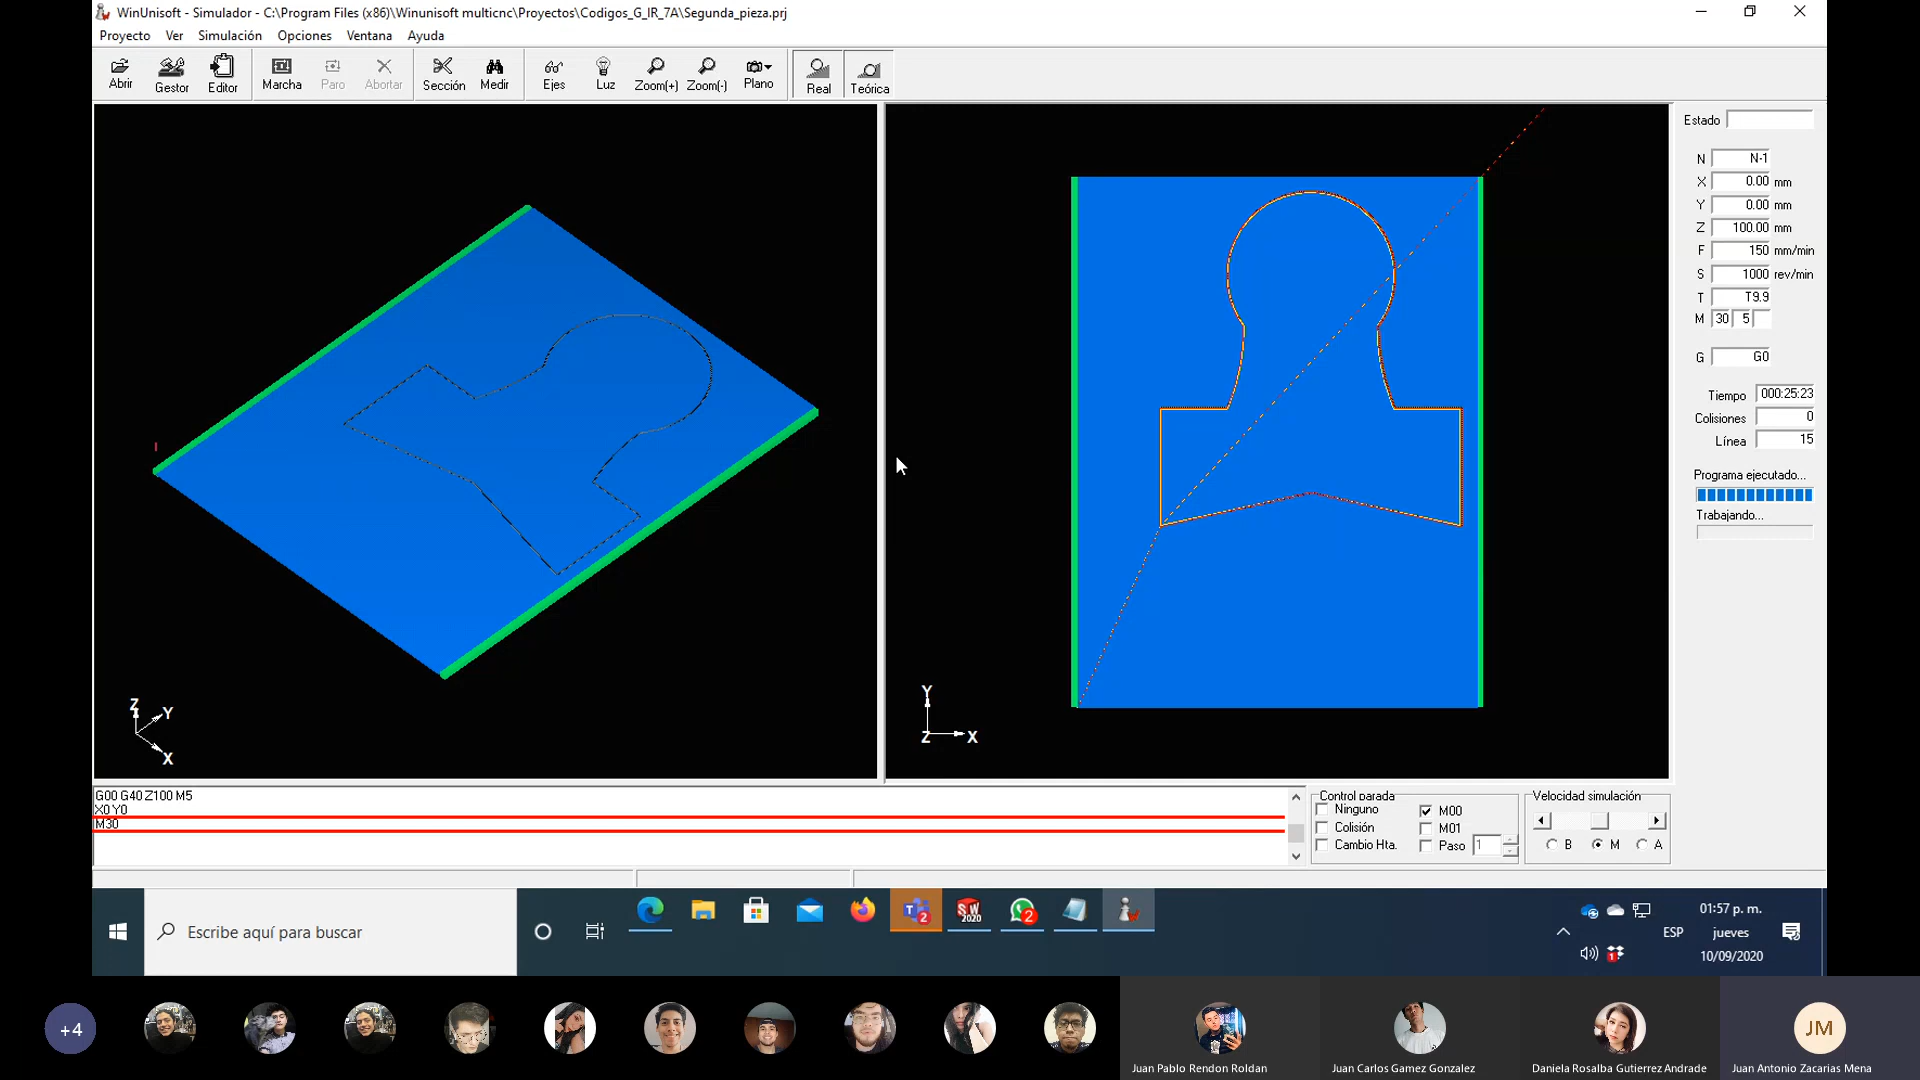 WinUnisoft - Simulador - C:\Program Files (x86)\Winunisoft multicnc\Proyectos\Codigos_G_IR_7A\Segunda_pieza.prj
Proyecto Ver Simulación Opciones Ventana Ayuda
Abrir Gestor Editor Marcha Paro Abortar Sección Medir Ejes Luz Zoom(+) Zoom(-) Plano Real Teórica
Estado
N N-1
X 0.00 mm
Y 0.00 mm
Z 100.00 mm
F 150 mm/min
S 1000 rev/min
T T9.9
M 30 5
G G0
Tiempo 000:25:23
Colisiones 0
Línea 15
Programa ejecutado...
Trabajando...
Z
Y
X
Y
Z X
G00 G40 Z100 M5
X0 Y0
M30
Control parada
Ninguno M00
Colisión M01
Cambio Hta. Paso 1
Velocidad simulación
B M A
Escribe aquí para buscar
2
SW
2020
2
ESP
1
01:57 p. m.
jueves
10/09/2020
+4
JM
Juan Pablo Rendon Roldan
Juan Carlos Gamez Gonzalez
Daniela Rosalba Gutierrez Andrade
Juan Antonio Zacarias Mena